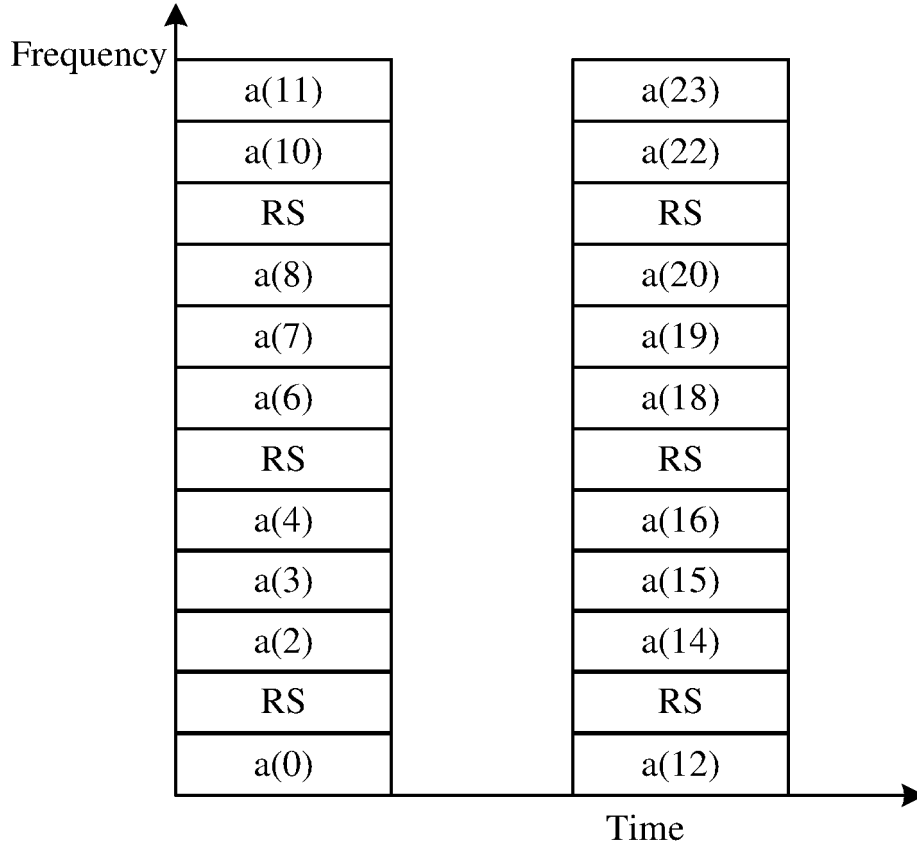 Frequency
a(11)
a(10)
RS
a(8)
a(7)
a(6)
RS
a(4)
a(3)
a(2)
RS
a(0)
a(23)
a(22)
RS
a(20)
a(19)
a(18)
RS
a(16)
a(15)
a(14)
RS
a(12)
Time